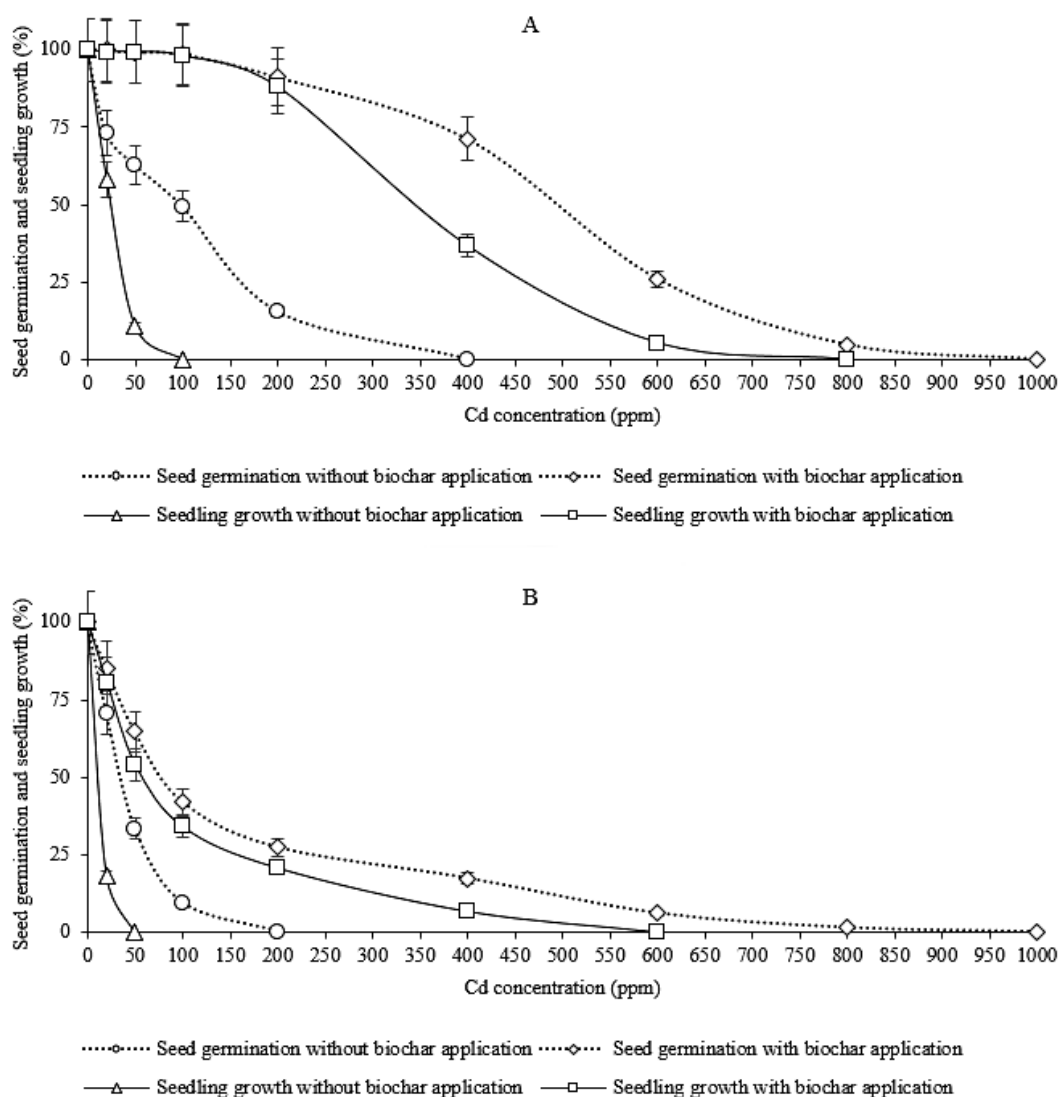 A
Seed germination and seedling growth (%)
100
75
50
25
0
0 50 100 150 200 250 300 350 400 450 500 550 600 650 700 750 800 850 900 950 1000
Cd concentration (ppm)
Seed germination without biochar application Seed germination with biochar application
Seedling growth without biochar application Seedling growth with biochar application
B
Seed germination and seedling growth (%)
100
75
50
25
0
0 50 100 150 200 250 300 350 400 450 500 550 600 650 700 750 800 850 900 950 1000
Cd concentration (ppm)
Seed germination without biochar application Seed germination with biochar application
Seedling growth without biochar application Seedling growth with biochar application